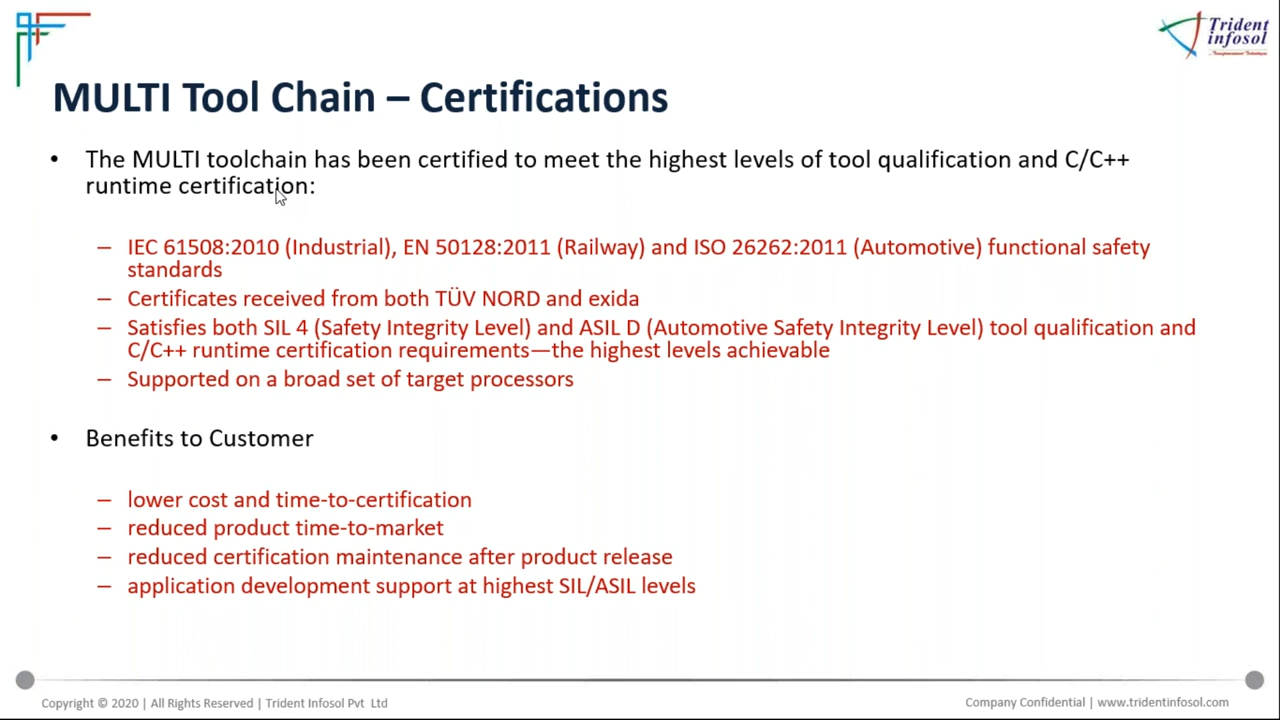 Trident
infosol
MULTI Tool Chain – Certifications
• The MULTI toolchain has been certified to meet the highest levels of tool qualification and C/C++
runtime certification:
– IEC 61508:2010 (Industrial), EN 50128:2011 (Railway) and ISO 26262:2011 (Automotive) functional safety
standards
– Certificates received from both TÜV NORD and exida
– Satisfies both SIL 4 (Safety Integrity Level) and ASIL D (Automotive Safety Integrity Level) tool qualification and
C/C++ runtime certification requirements—the highest levels achievable
– Supported on a broad set of target processors
• Benefits to Customer
– lower cost and time-to-certification
– reduced product time-to-market
– reduced certification maintenance after product release
– application development support at highest SIL/ASIL levels
Copyright © 2020 | All Rights Reserved | Trident Infosol Pvt Ltd
Company Confidential | www.tridentinfosol.com